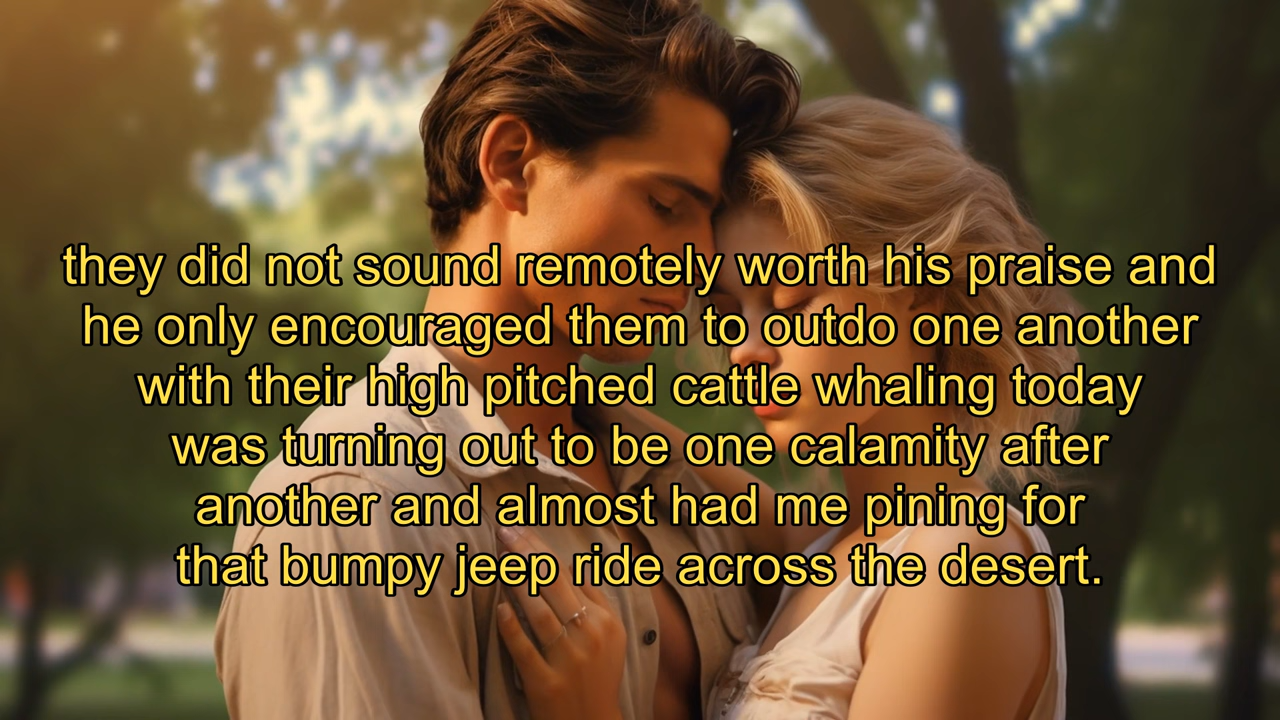 they did not sound remotely worth his praise and
he only encouraged them to outdo one another
with their high pitched cattle whaling today
was turning out to be one calamity after
another and almost had me pining for
that bumpy jeep ride across the desert.